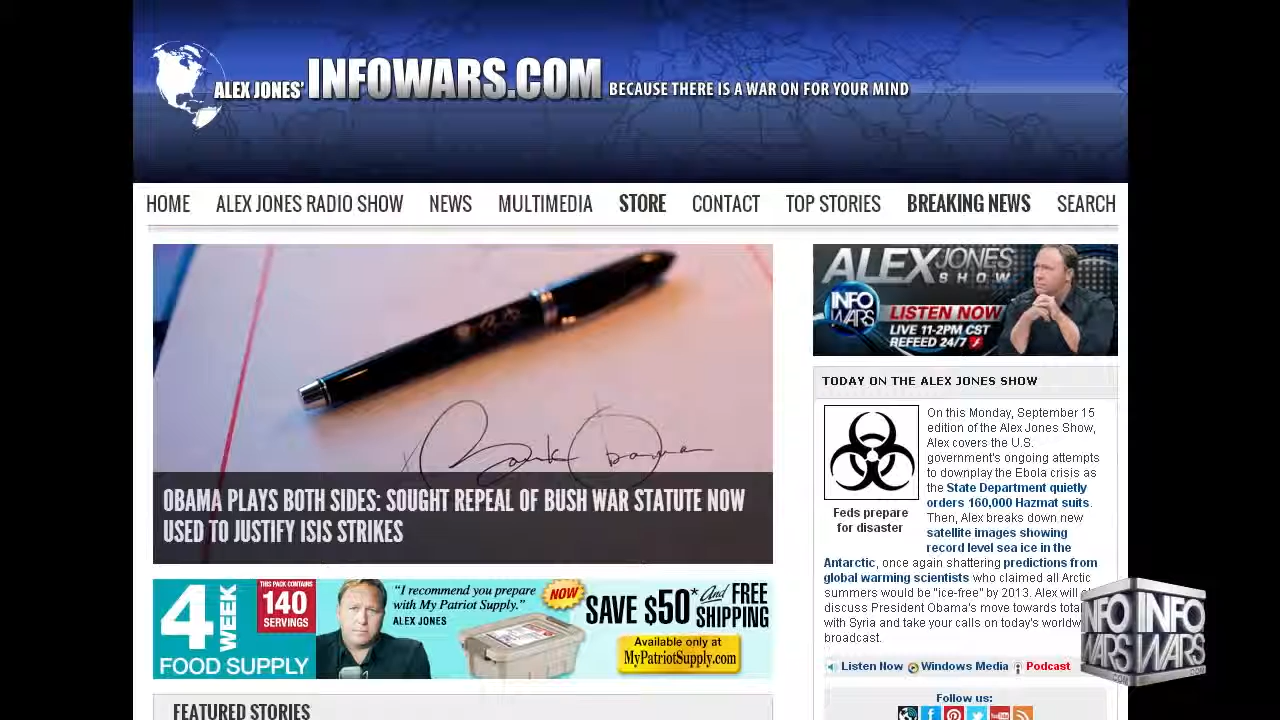 ALEX JONES' INFOWARS.COM BECAUSE THERE IS A WAR ON FOR YOUR MIND
HOME ALEX JONES RADIO SHOW NEWS MULTIMEDIA STORE CONTACT TOP STORIES BREAKING NEWS SEARCH
Barack Obama
OBAMA PLAYS BOTH SIDES: SOUGHT REPEAL OF BUSH WAR STATUTE NOW
USED TO JUSTIFY ISIS STRIKES
4 WEEK
FOOD SUPPLY
THIS PACK CONTAINS
140
SERVINGS
"I recommend you prepare
with My Patriot Supply."
ALEX JONES
NOW
SAVE $50* And FREE
SHIPPING
Available only at
MyPatriotSupply.com
FEATURED STORIES
ALEX JONES
SHOW
INFO
WARS
LISTEN NOW
LIVE 11-2PM CST
REFEED 24/7
TODAY ON THE ALEX JONES SHOW
Feds prepare
for disaster
On this Monday, September 15
edition of the Alex Jones Show,
Alex covers the U.S.
government's ongoing attempts
to downplay the Ebola crisis as
the State Department quietly
orders 160,000 Hazmat suits.
Then, Alex breaks down new
satellite images showing
record level sea ice in the
Antarctic, once again shattering predictions from
global warming scientists who claimed all Arctic
summers would be "ice-free" by 2013. Alex will
discuss President Obama's move towards
with Syria and take your calls on today's
broadcast.
Listen Now Windows Media Podcast
Follow us:
INFO INFO
WARS WARS
.COM .COM